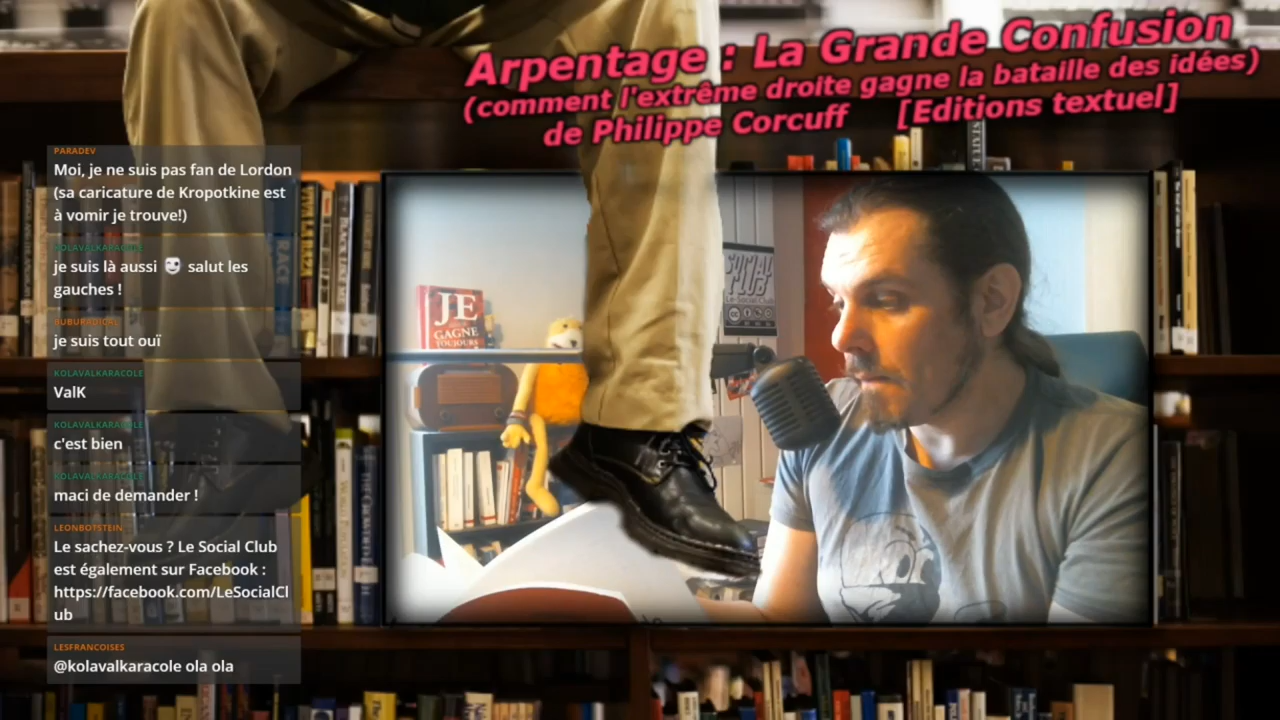 Arpentage : La Grande Confusion
(comment l'extrême droite gagne la bataille des idées)
de Philippe Corcuff [Editions textuel]
PARADEV
Moi, je ne suis pas fan de Lordon
(sa caricature de Kropotkine est
à vomir je trouve!)
KOLAVALKARACOLE
je suis là aussi salut les
gauches !
BUBURADICAL
je suis tout ouï
KOLAVALKARACOLE
ValK
KOLAVALKARACOLE
c'est bien
KOLAVALKARACOLE
maci de demander !
LEONBOTSTEIN
Le sachez-vous ? Le Social Club
est également sur Facebook :
https://facebook.com/LeSocialCl
ub
LESFRANCOISES
@kolavalkaracole ola ola
JE
GAGNE
TOUJOURS
Le Social Club